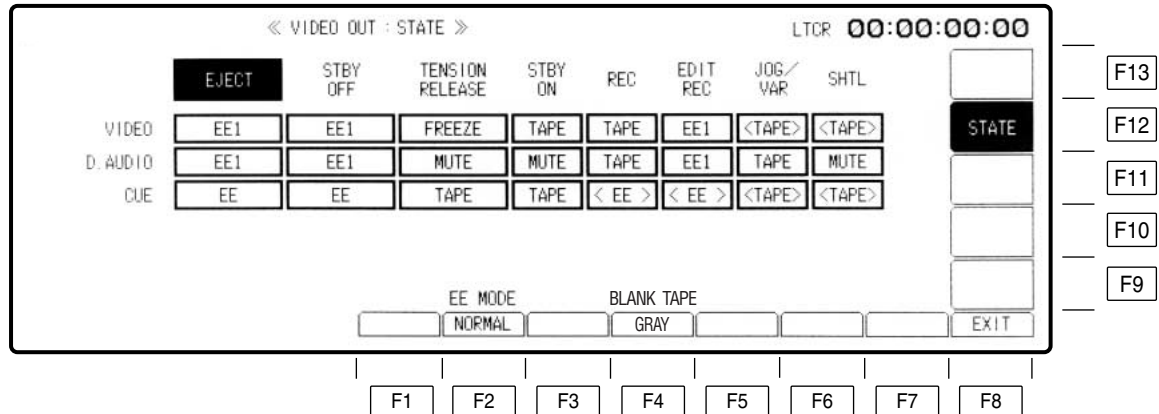 ≪ VIDEO OUT : STATE ≫ LTCR 00:00:00:00
EJECT STBY OFF TENSION RELEASE STBY ON REC EDIT REC JOG/ VAR SHTL F13
VIDEO EE1 EE1 FREEZE TAPE TAPE EE1 <TAPE> <TAPE> STATE F12
D.AUDIO EE1 EE1 MUTE MUTE TAPE EE1 TAPE MUTE F11
CUE EE EE TAPE TAPE < EE > < EE > <TAPE> <TAPE>
F10
F9
EE MODE BLANK TAPE
NORMAL GRAY EXIT
F1 F2 F3 F4 F5 F6 F7 F8